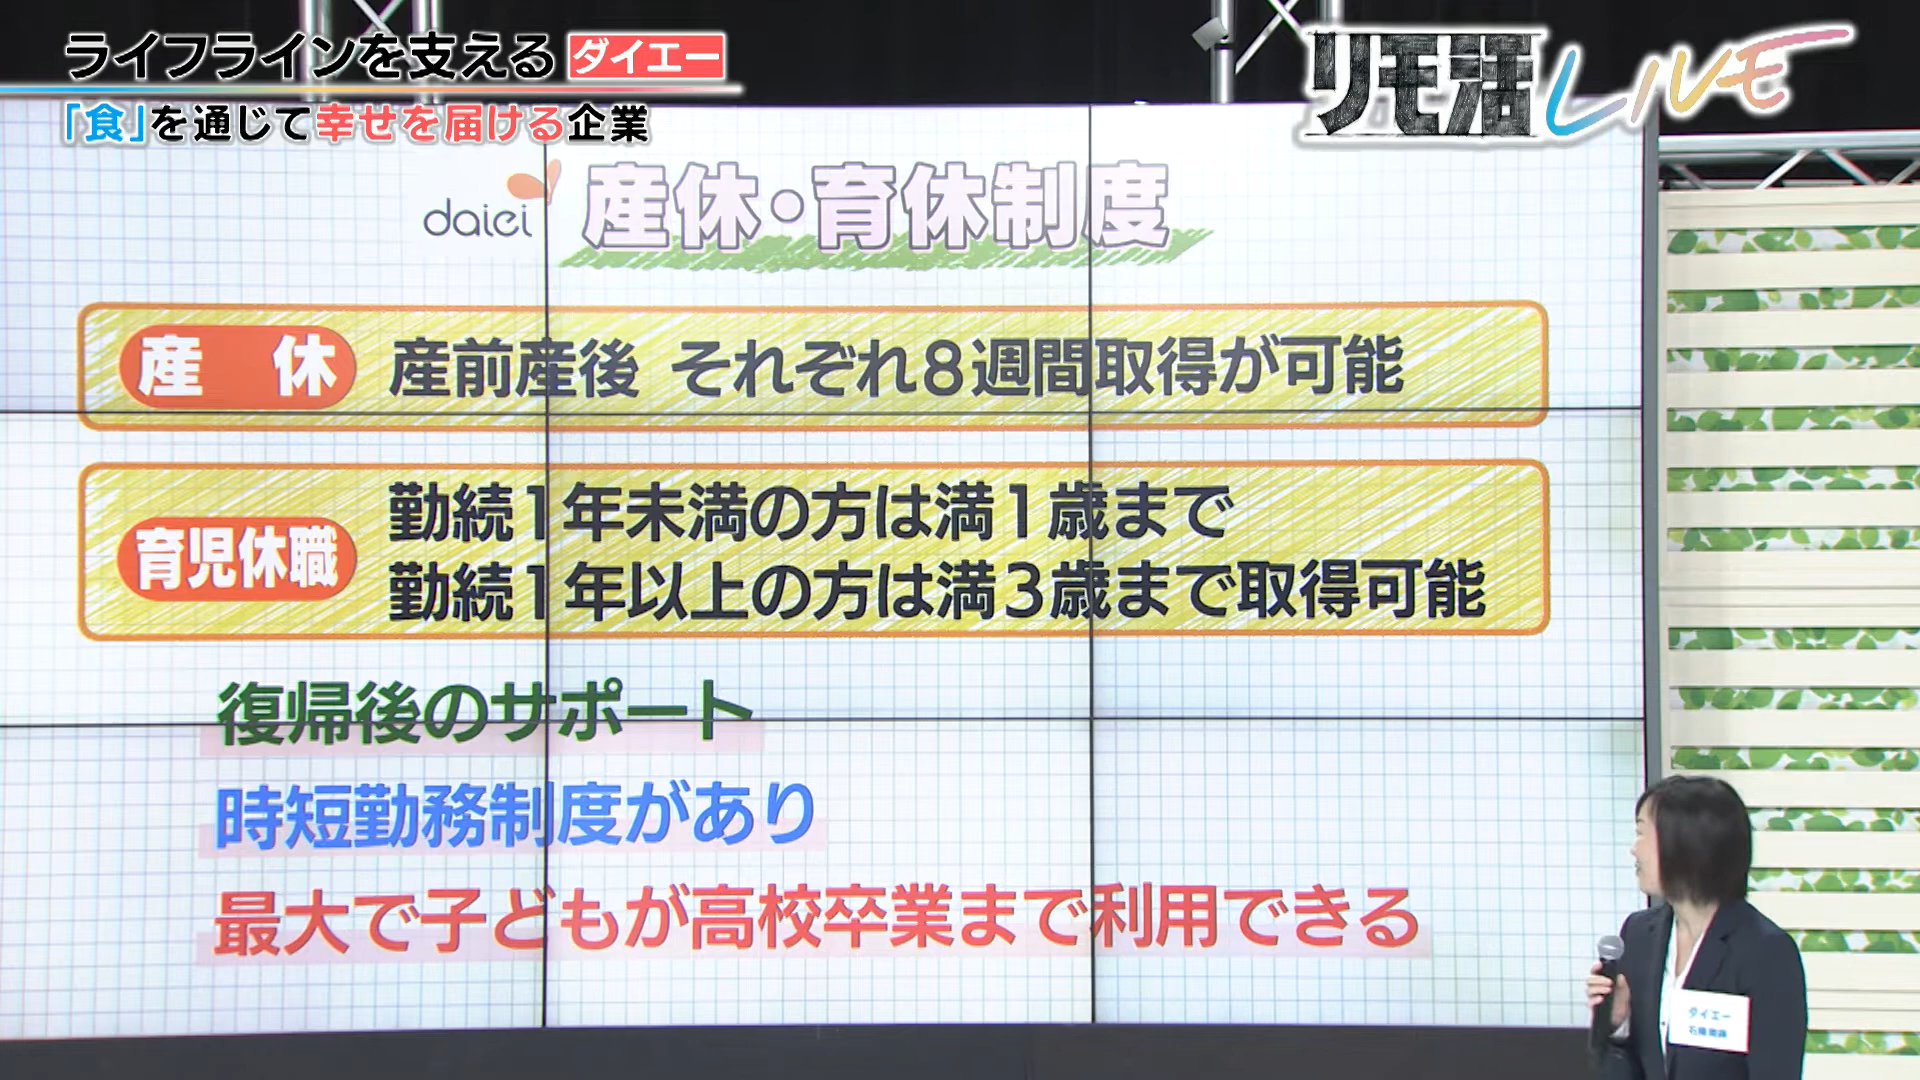 ライフラインを支える ダイエー
「食」を通じて幸せを届ける企業
リモ活LIVE
daiei 産休・育休制度
産 休 産前産後 それぞれ8週間取得が可能
育児休職 勤続1年未満の方は満1歳まで
勤続1年以上の方は満3歳まで取得可能
復帰後のサポート
時短勤務制度があり
最大で子どもが高校卒業まで利用できる
ダイエー